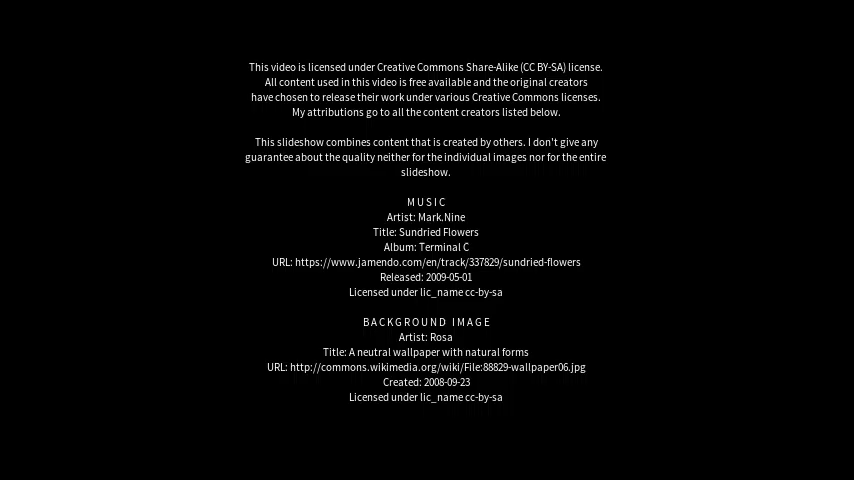 This video is licensed under Creative Commons Share-Alike (CC BY-SA) license.
All content used in this video is free available and the original creators
have chosen to release their work under various Creative Commons licenses.
My attributions go to all the content creators listed below.
This slideshow combines content that is created by others. I don't give any
guarantee about the quality neither for the individual images nor for the entire
slideshow.
MUSIC
Artist: Mark.Nine
Title: Sundried Flowers
Album: Terminal C
URL: https://www.jamendo.com/en/track/337829/sundried-flowers
Released: 2009-05-01
Licensed under lic_name cc-by-sa
BACKGROUND IMAGE
Artist: Rosa
Title: A neutral wallpaper with natural forms
URL: http://commons.wikimedia.org/wiki/File:88829-wallpaper06.jpg
Created: 2008-09-23
Licensed under lic_name cc-by-sa